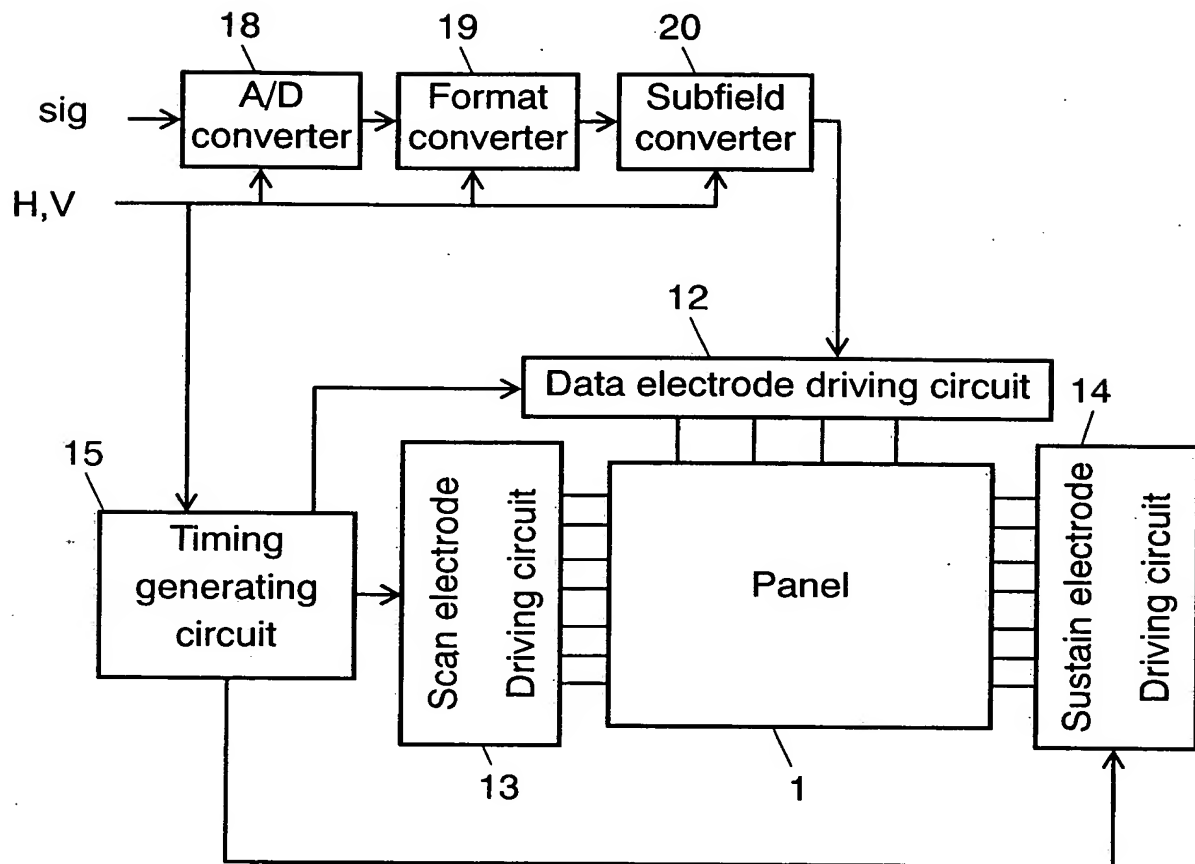 18
19
20
sig
A/D
converter
Format
converter
Subfield
converter
H,V
12
Data electrode driving circuit
14
15
Timing
generating
circuit
Scan electrode
Driving circuit
Panel
Sustain electrode
Driving circuit
13
1